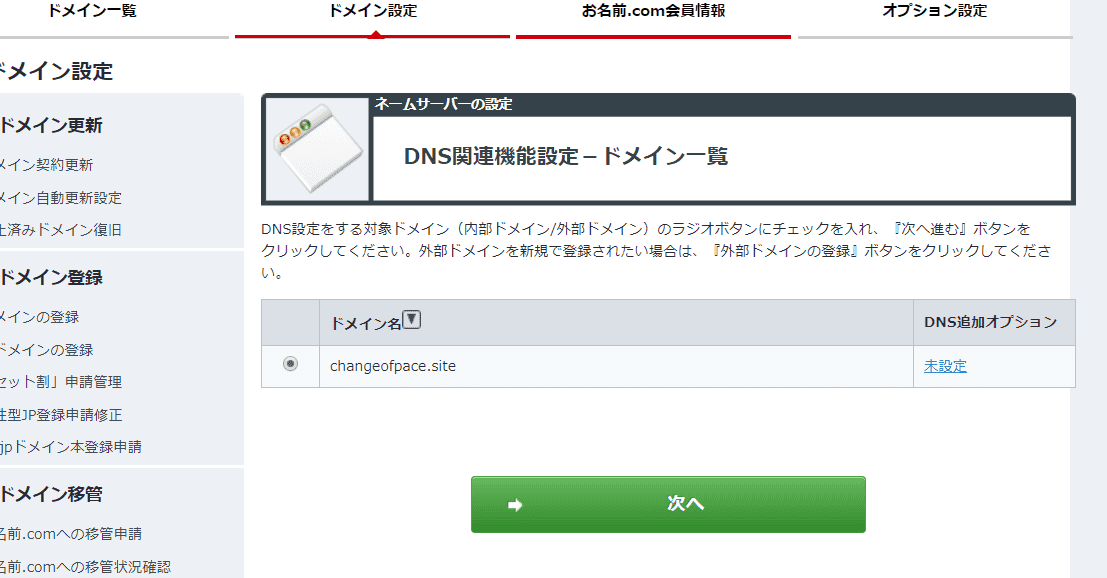 ドメイン一覧
ドメイン設定
お名前.com会員情報
オプション設定
ドメイン設定
ドメイン更新
メイン契約更新
メイン自動更新設定
止済みドメイン復旧
ドメイン登録
メインの登録
ドメインの登録
セット割」申請管理
性型JP登録申請修正
jpドメイン本登録申請
ドメイン移管
名前.comへの移管申請
名前.comへの移管状況確認
ネームサーバーの設定
DNS関連機能設定－ドメイン一覧
DNS設定をする対象ドメイン（内部ドメイン/外部ドメイン）のラジオボタンにチェックを入れ、『次へ進む』ボタンを
クリックしてください。外部ドメインを新規で登録されたい場合は、『外部ドメインの登録』ボタンをクリックしてくださ
い。
ドメイン名▼
DNS追加オプション
changeofpace.site
未設定
次へ